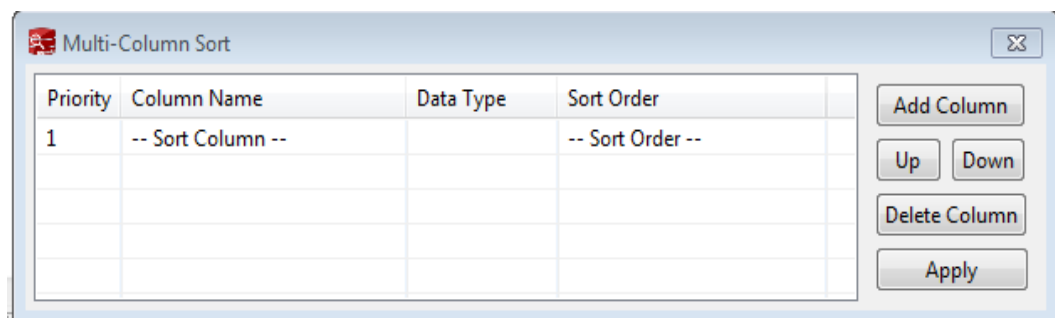 Multi-Column Sort
Priority Column Name Data Type Sort Order
1 -- Sort Column -- -- Sort Order --
Add Column
Up Down
Delete Column
Apply